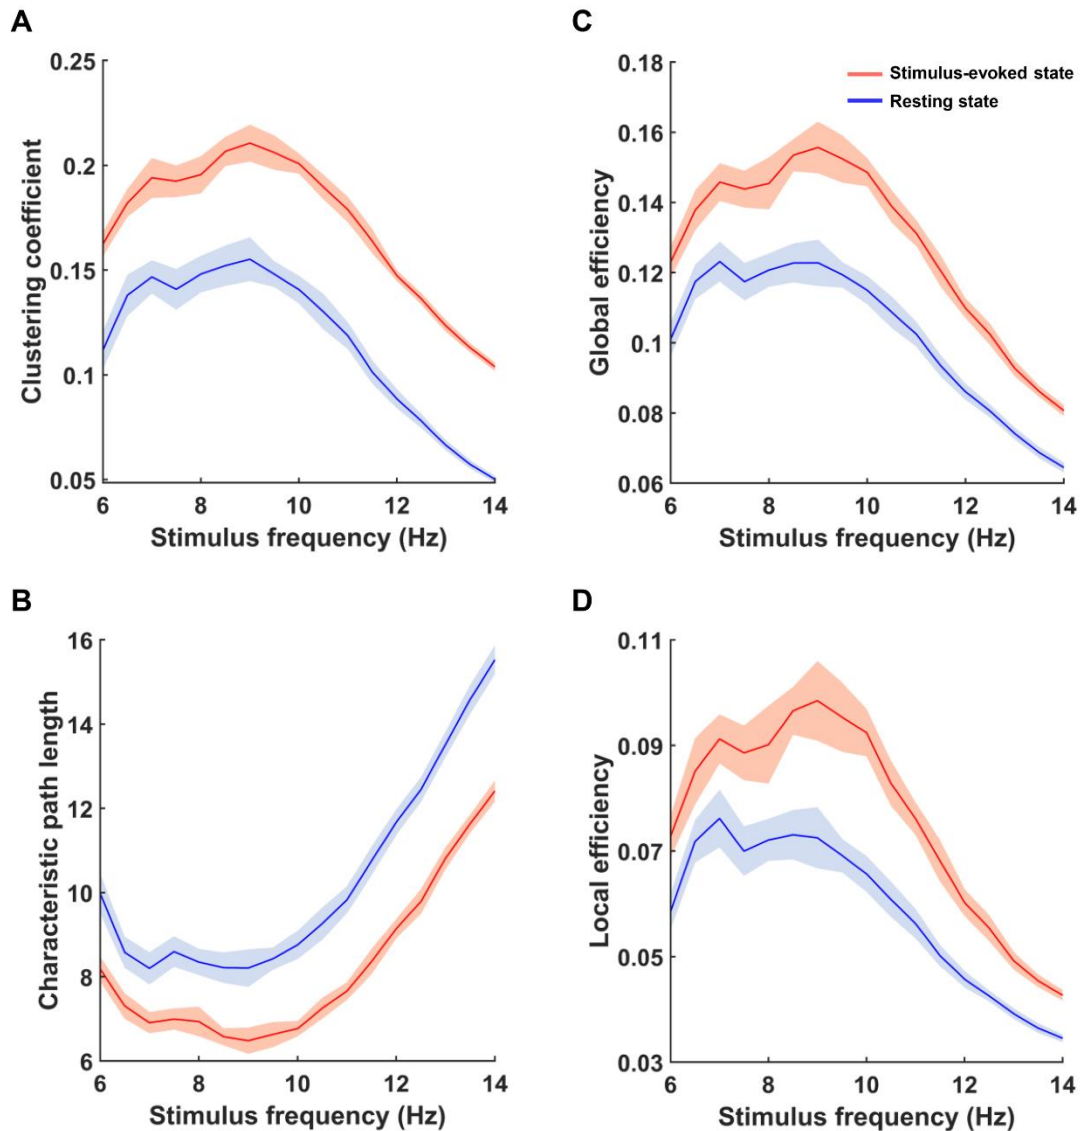 A
0.25
0.2
0.15
0.1
0.05
Clustering coefficient
6 8 10 12 14
Stimulus frequency (Hz)
C
0.18
0.16
0.14
0.12
0.1
0.08
0.06
Global efficiency
Stimulus-evoked state
Resting state
6 8 10 12 14
Stimulus frequency (Hz)
B
16
14
12
10
8
6
Characteristic path length
6 8 10 12 14
Stimulus frequency (Hz)
D
0.11
0.09
0.07
0.05
0.03
Local efficiency
6 8 10 12 14
Stimulus frequency (Hz)